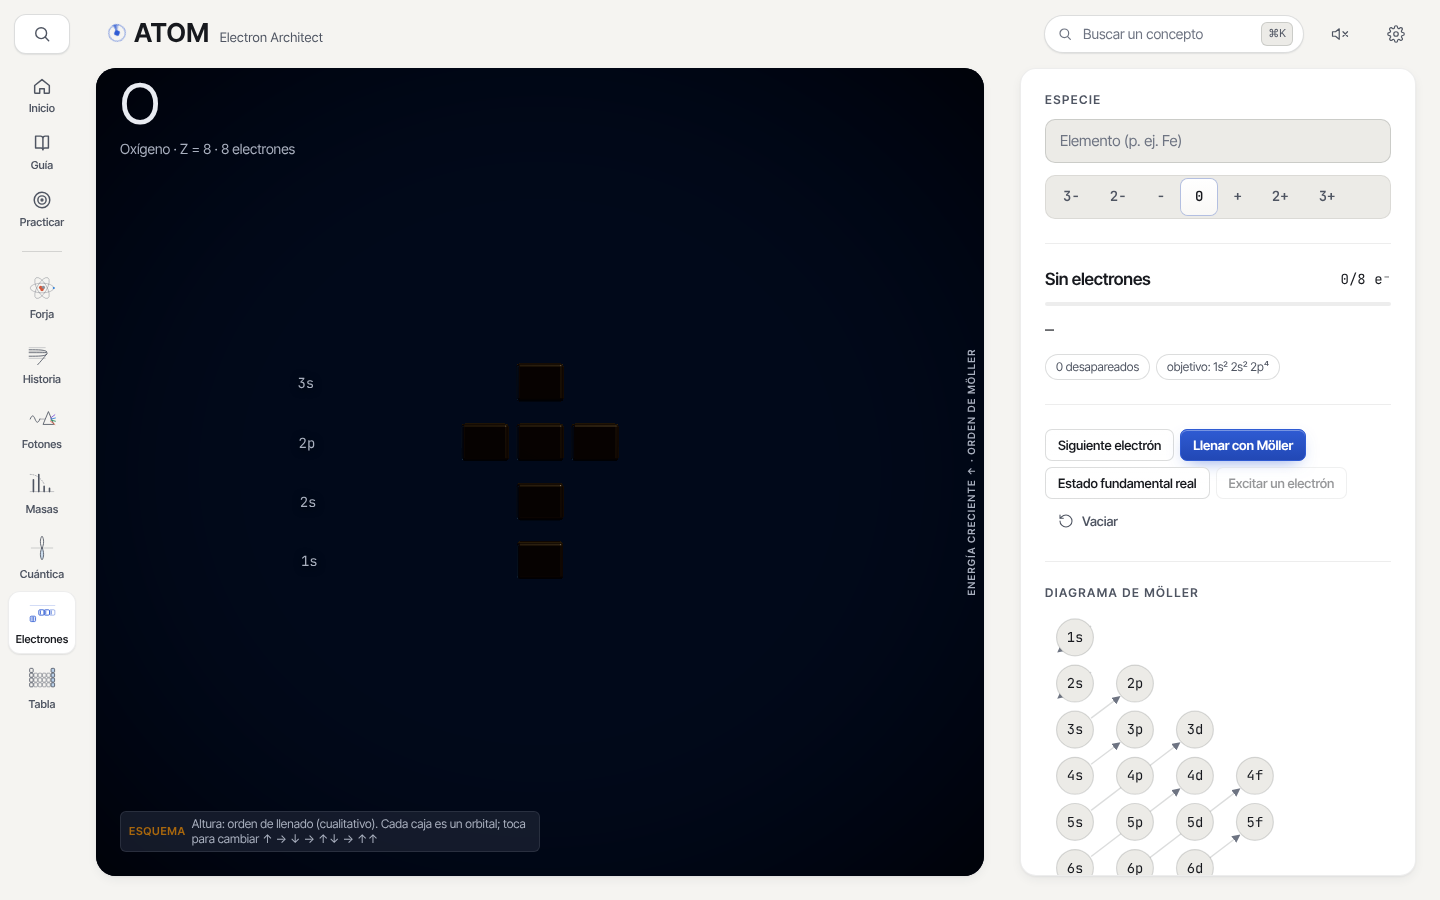 ATOM Electron Architect
Buscar un concepto ⌘K
Inicio
Guía
Practicar
Forja
Historia
Fotones
Masas
Cuántica
Electrones
Tabla
O
Oxígeno · Z = 8 · 8 electrones
3s
2p
2s
1s
ENERGÍA CRECIENTE ↑ · ORDEN DE MÖLLER
ESQUEMA
Altura: orden de llenado (cualitativo). Cada caja es un orbital; toca
para cambiar ↑ → ↓ → ↑↓ → ↑↑
ESPECIE
Elemento (p. ej. Fe)
3- 2- - 0 + 2+ 3+
Sin electrones 0/8 e⁻
—
0 desapareados objetivo: 1s² 2s² 2p⁴
Siguiente electrón Llenar con Möller
Estado fundamental real Excitar un electrón
Vaciar
DIAGRAMA DE MÖLLER
1s
2s 2p
3s 3p 3d
4s 4p 4d 4f
5s 5p 5d 5f
6s 6p 6d